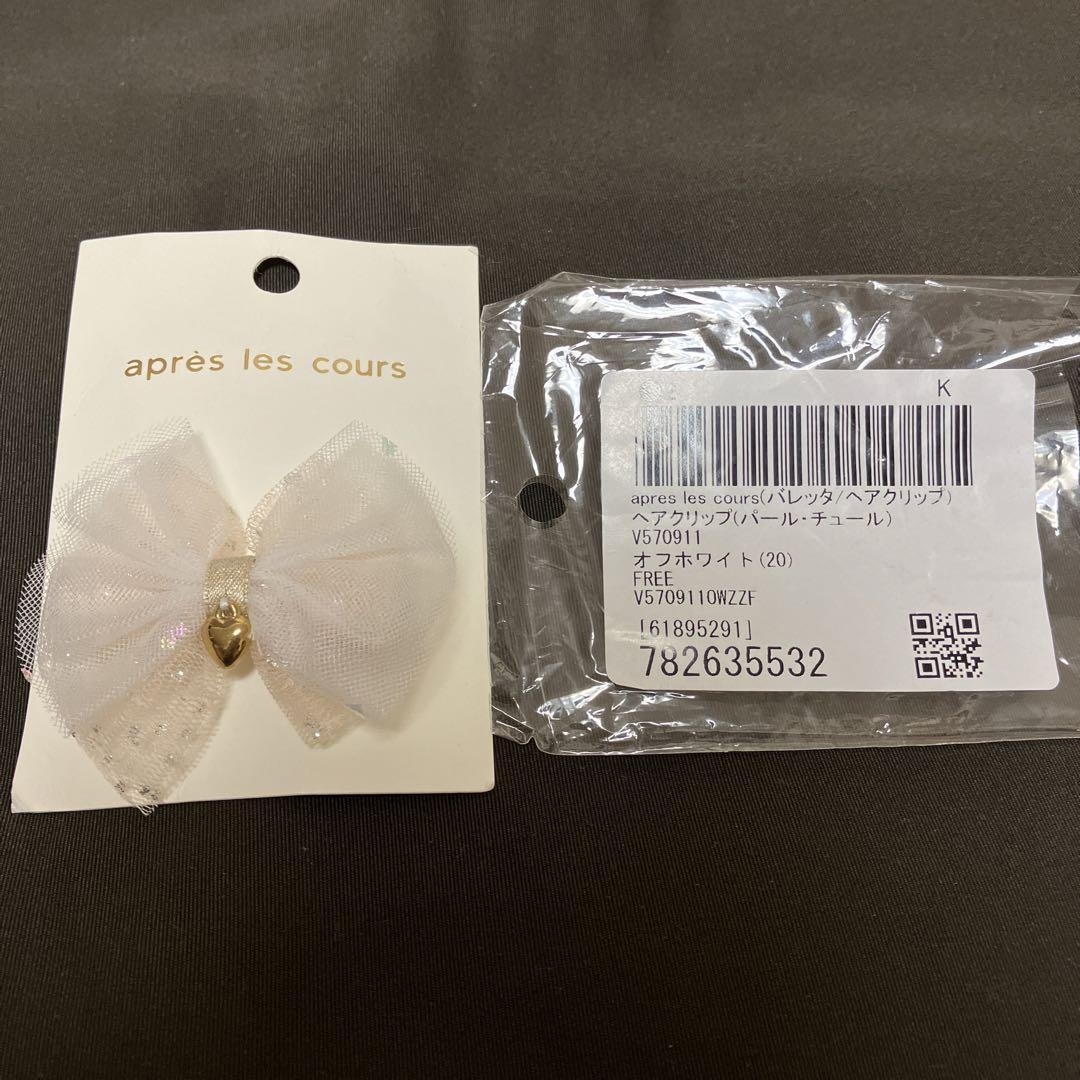 après les cours
K
apres les cours(バレッタ/ヘアクリップ)
ヘアクリップ(パール・チュール)
V570911
オフホワイト(20)
FREE
V5709110WZZF
[61895291]
782635532